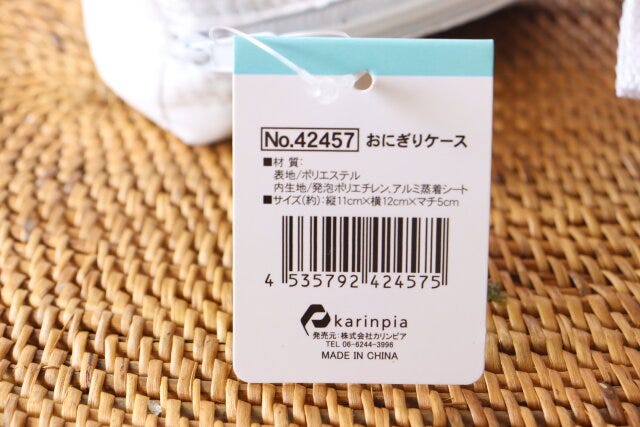 No.42457 おにぎりケース
■材 質:
表地/ポリエステル
内生地/発泡ポリエチレン、アルミ蒸着シート
■サイズ(約):縦11cm×横12cm×マチ5cm
4 535792 424575
karinpia
発売元:株式会社カリンピア
TEL 06-6244-3996
MADE IN CHINA